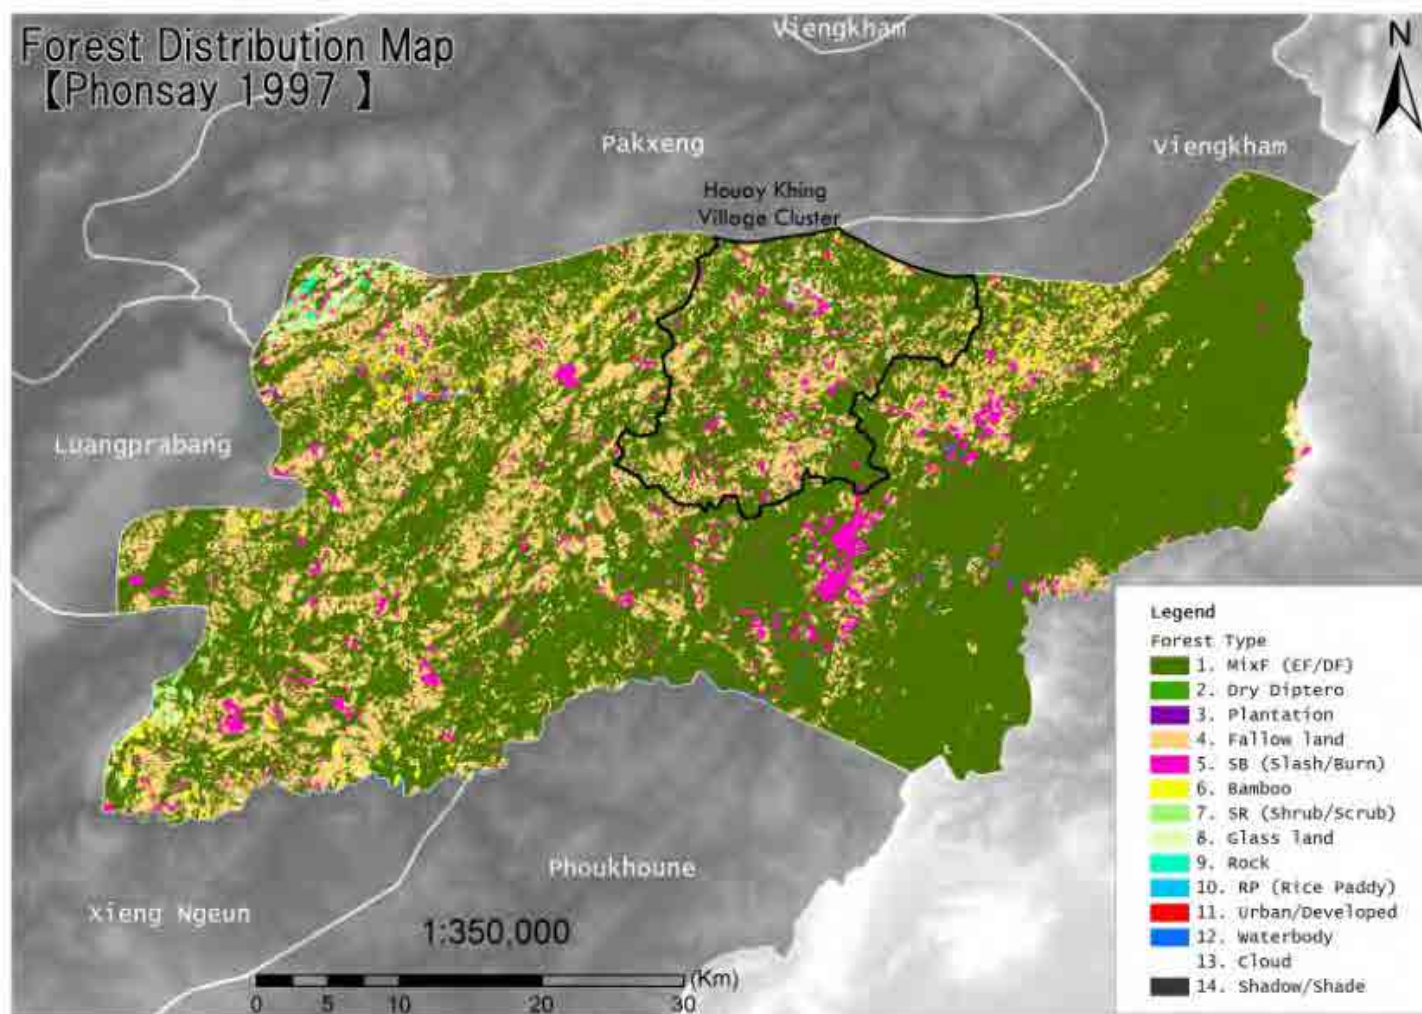 Forest Distribution Map
【Phonsay 1997 】
Viengkham
N
Pakxeng
Viengkham
Houay Khing
Village Cluster
Luangprabang
Phoukhoune
Xieng Ngeun
1:350,000
(Km)
0 5 10 20 30
Legend
Forest Type
1. MixF (EF/DF)
2. Dry Diptero
3. Plantation
4. Fallow land
5. SB (Slash/Burn)
6. Bamboo
7. SR (Shrub/Scrub)
8. Glass land
9. Rock
10. RP (Rice Paddy)
11. Urban/Developed
12. Waterbody
13. Cloud
14. Shadow/Shade